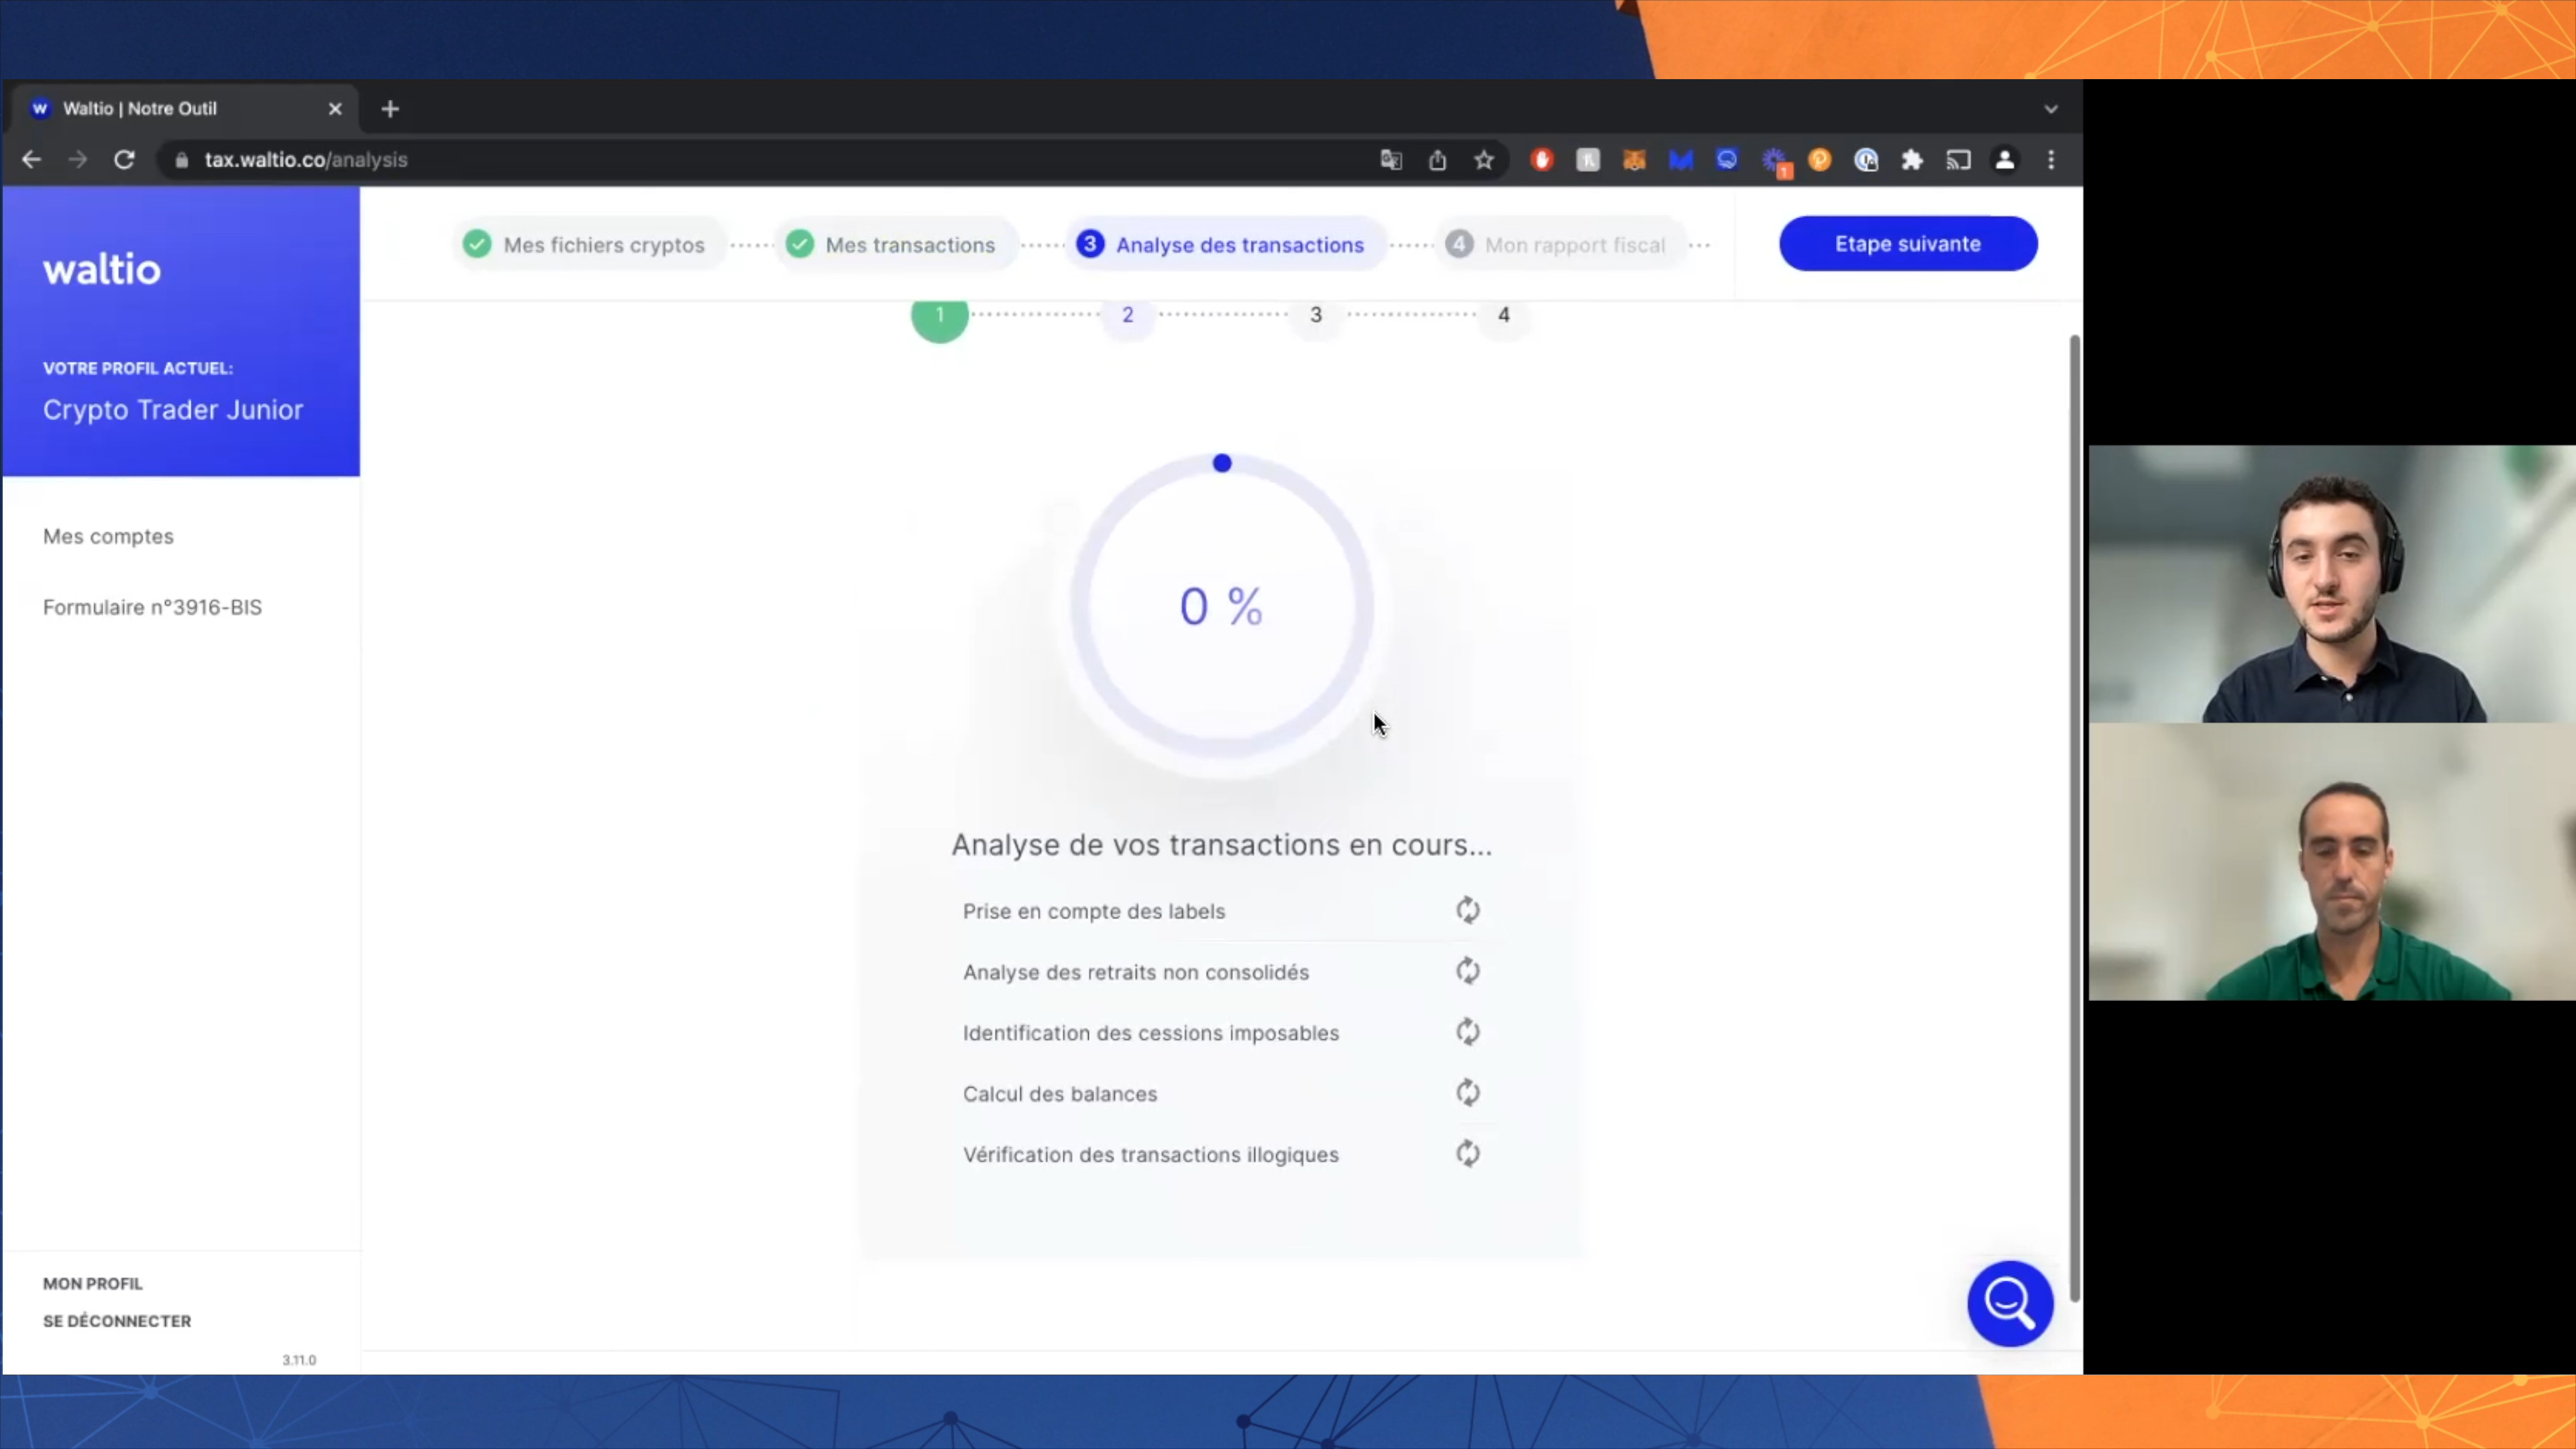 Waltio | Notre Outil
tax.waltio.co/analysis
1
waltio
VOTRE PROFIL ACTUEL:
Crypto Trader Junior
Mes comptes
Formulaire n°3916-BIS
MON PROFIL
SE DÉCONNECTER
3.11.0
Mes fichiers cryptos
Mes transactions
3 Analyse des transactions
4 Mon rapport fiscal
Etape suivante
1 2 3 4
0 %
Analyse de vos transactions en cours...
Prise en compte des labels
Analyse des retraits non consolidés
Identification des cessions imposables
Calcul des balances
Vérification des transactions illogiques